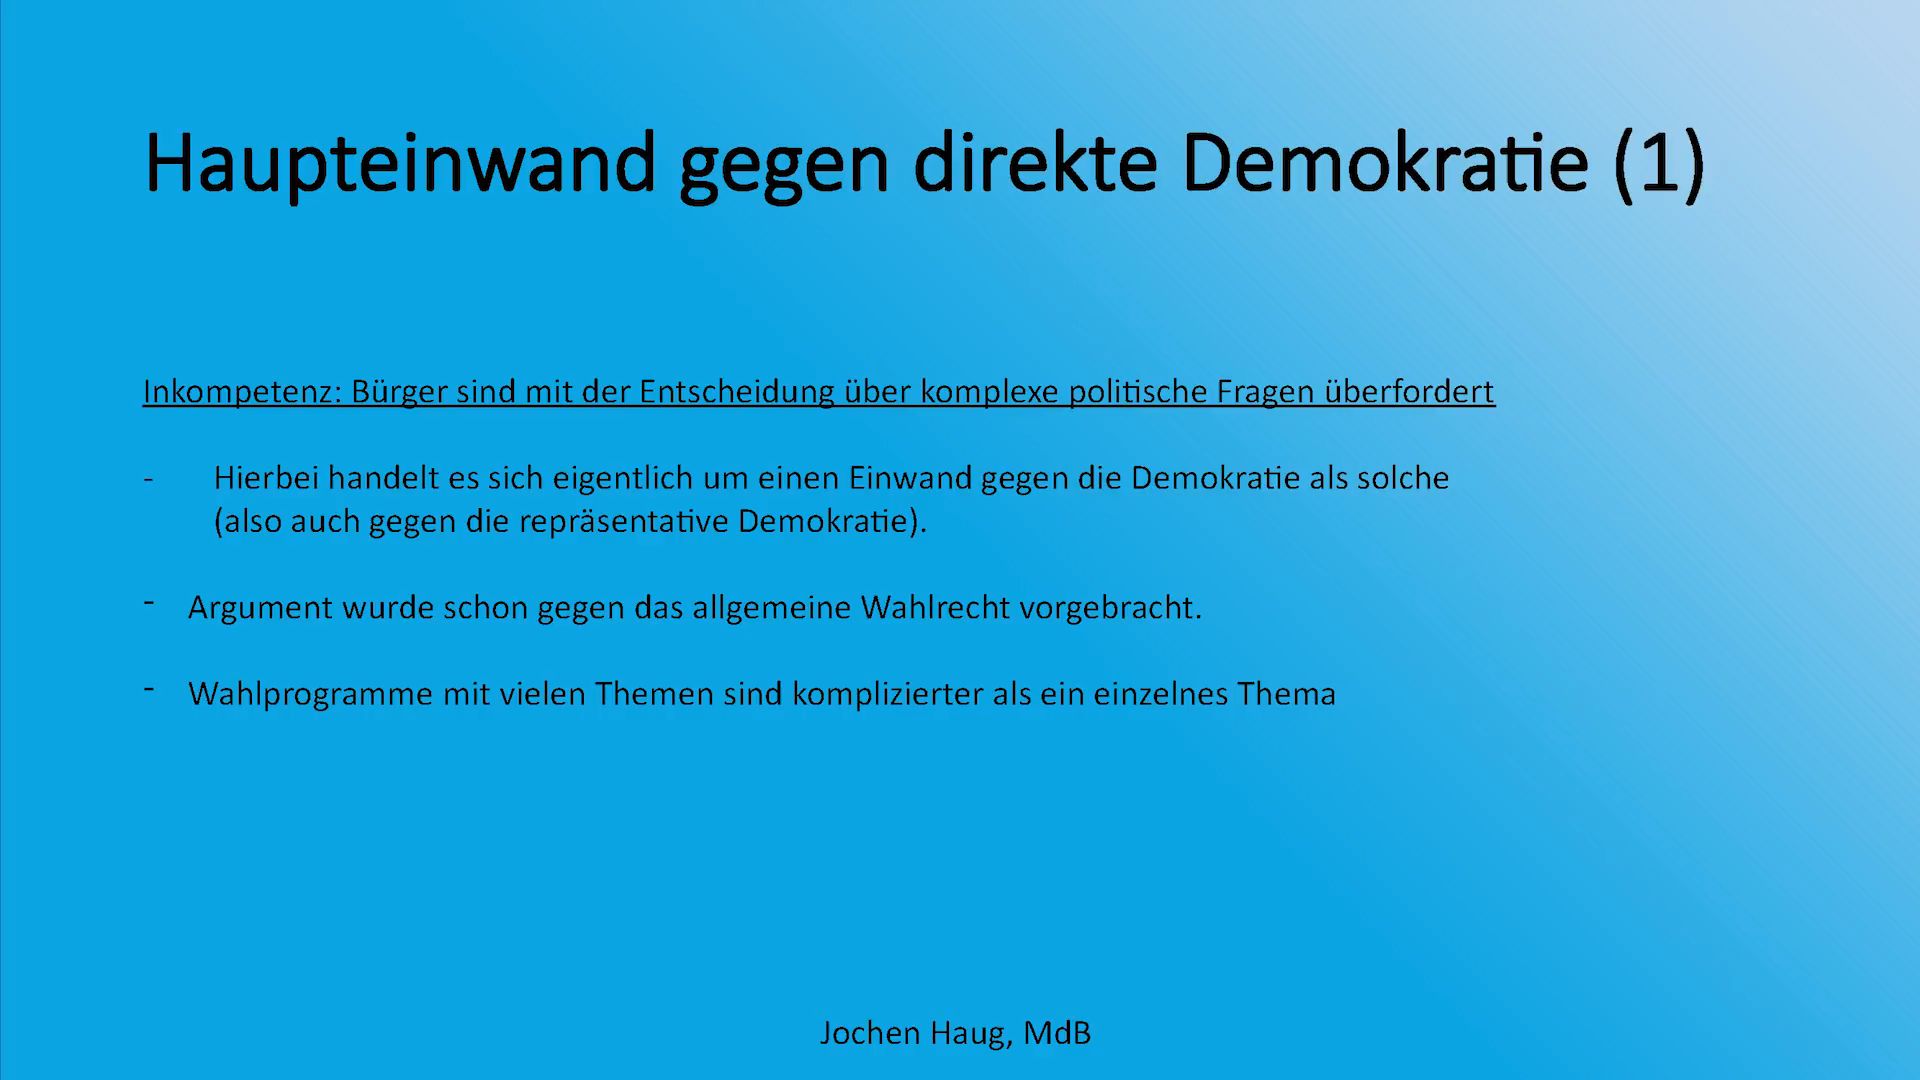 Haupteinwand gegen direkte Demokratie (1)
Inkompetenz: Bürger sind mit der Entscheidung über komplexe politische Fragen überfordert
- Hierbei handelt es sich eigentlich um einen Einwand gegen die Demokratie als solche
(also auch gegen die repräsentative Demokratie).
- Argument wurde schon gegen das allgemeine Wahlrecht vorgebracht.
- Wahlprogramme mit vielen Themen sind komplizierter als ein einzelnes Thema
Jochen Haug, MdB